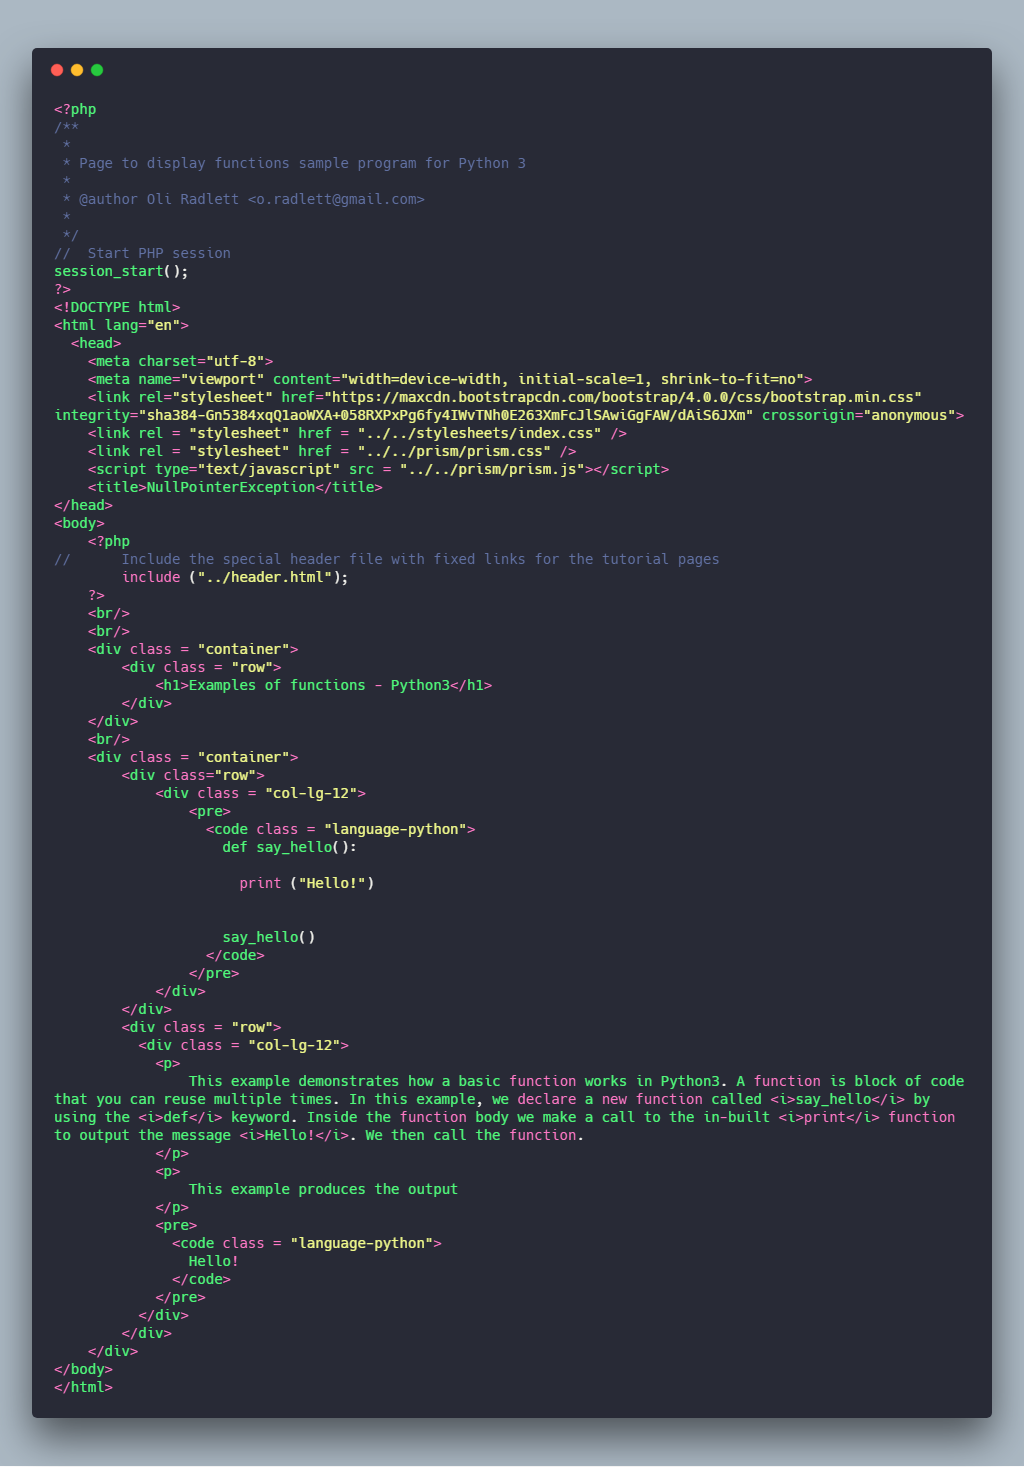 <?php
/**
 *
 * Page to display functions sample program for Python 3
 *
 * @author Oli Radlett <o.radlett@gmail.com>
 *
 */
//  Start PHP session
session_start();
?>
<!DOCTYPE html>
<html lang="en">
  <head>
    <meta charset="utf-8">
    <meta name="viewport" content="width=device-width, initial-scale=1, shrink-to-fit=no">
    <link rel="stylesheet" href="https://maxcdn.bootstrapcdn.com/bootstrap/4.0.0/css/bootstrap.min.css"
integrity="sha384-Gn5384xqQ1aoWXA+058RXPxPg6fy4IWvTNh0E263XmFcJlSAwiGgFAW/dAiS6JXm" crossorigin="anonymous">
    <link rel = "stylesheet" href = "../../stylesheets/index.css" />
    <link rel = "stylesheet" href = "../../prism/prism.css" />
    <script type="text/javascript" src = "../../prism/prism.js"></script>
    <title>NullPointerException</title>
</head>
<body>
    <?php
//      Include the special header file with fixed links for the tutorial pages
        include ("../header.html");
    ?>
    <br/>
    <br/>
    <div class = "container">
        <div class = "row">
            <h1>Examples of functions - Python3</h1>
        </div>
    </div>
    <br/>
    <div class = "container">
        <div class="row">
            <div class = "col-lg-12">
                <pre>
                  <code class = "language-python">
                    def say_hello():

                      print ("Hello!")


                    say_hello()
                  </code>
                </pre>
            </div>
        </div>
        <div class = "row">
          <div class = "col-lg-12">
            <p>
                This example demonstrates how a basic function works in Python3. A function is block of code
that you can reuse multiple times. In this example, we declare a new function called <i>say_hello</i> by
using the <i>def</i> keyword. Inside the function body we make a call to the in-built <i>print</i> function
to output the message <i>Hello!</i>. We then call the function.
            </p>
            <p>
                This example produces the output
            </p>
            <pre>
              <code class = "language-python">
                Hello!
              </code>
            </pre>
          </div>
        </div>
    </div>
</body>
</html>